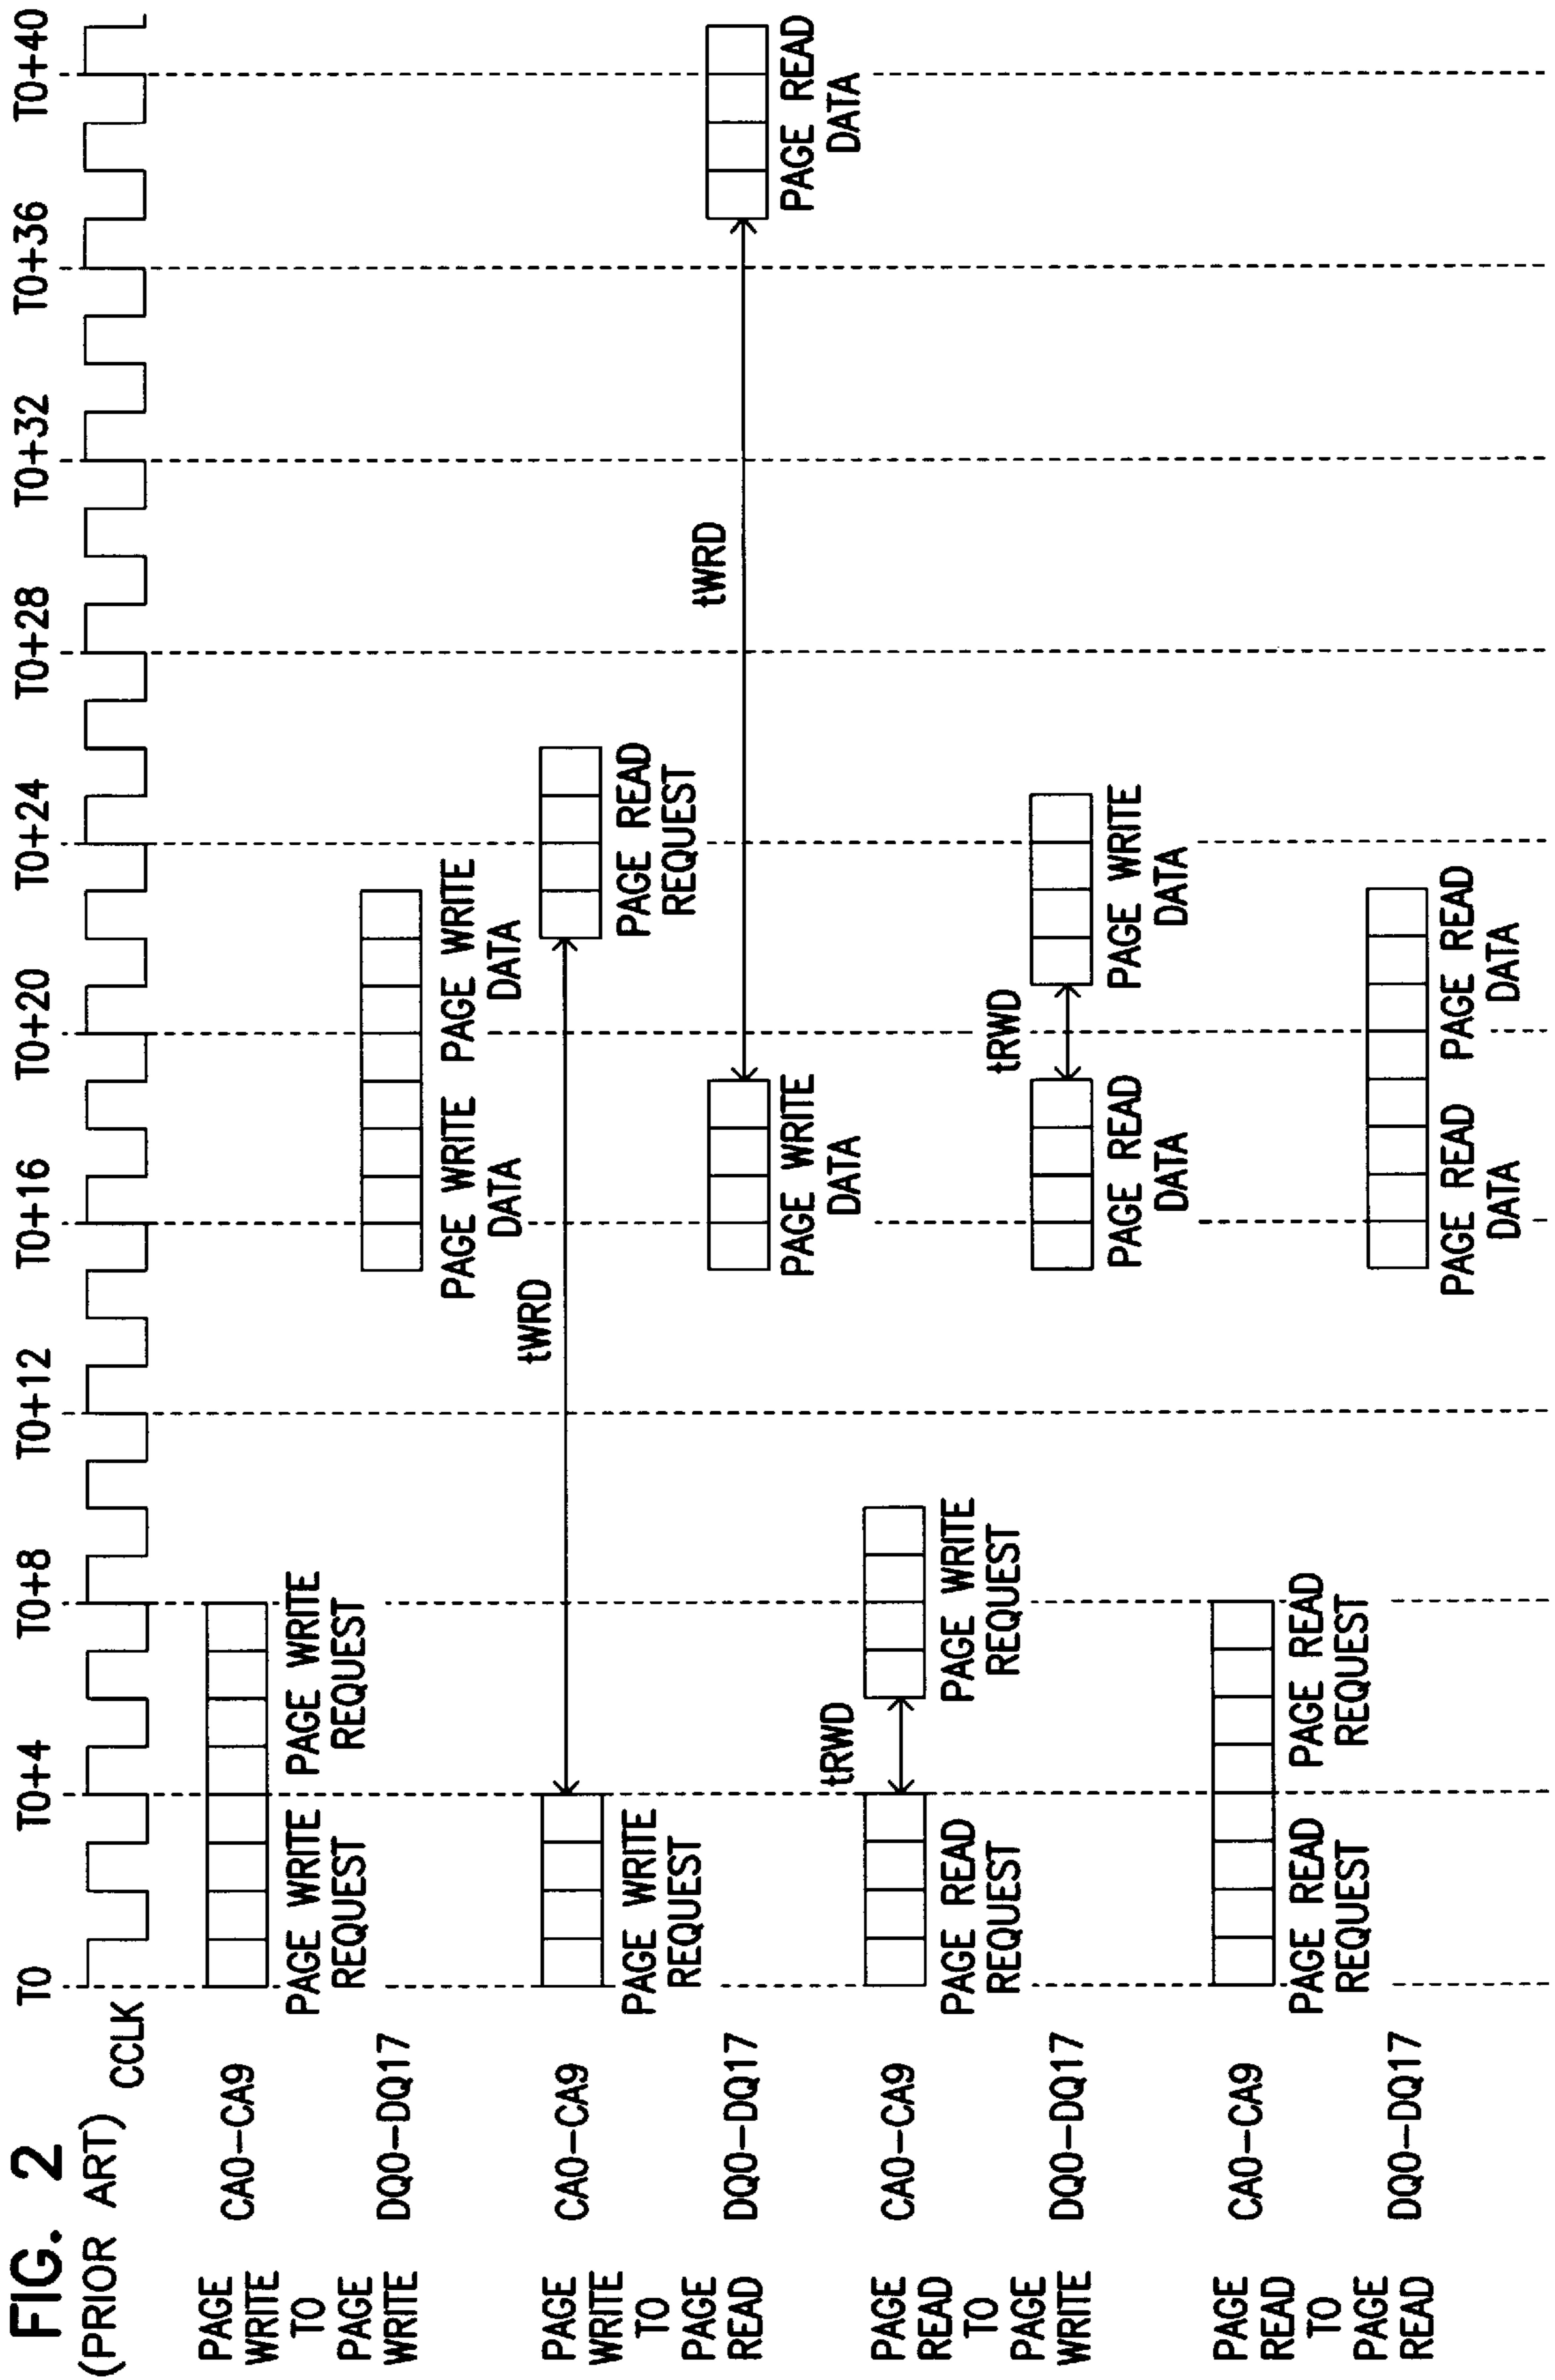 FIG. 2
(PRIOR ART)
T0 T0+4 T0+8 T0+12 T0+16 T0+20 T0+24 T0+28 T0+32 T0+36 T0+40
CCLK
PAGE
WRITE
TO
PAGE
WRITE
CA0-CA9
PAGE WRITE PAGE WRITE
REQUEST REQUEST
DQ0-DQ17
PAGE WRITE PAGE WRITE
DATA DATA
PAGE
WRITE
TO
PAGE
READ
CA0-CA9
tWRD
PAGE WRITE PAGE READ
REQUEST REQUEST
DQ0-DQ17
tWRD
PAGE WRITE PAGE READ
DATA DATA
PAGE
READ
TO
PAGE
WRITE
CA0-CA9
tRWD
PAGE READ PAGE WRITE
REQUEST REQUEST
DQ0-DQ17
tRWD
PAGE READ PAGE WRITE
DATA DATA
PAGE
READ
TO
PAGE
READ
CA0-CA9
PAGE READ PAGE READ
REQUEST REQUEST
DQ0-DQ17
PAGE READ PAGE READ
DATA DATA